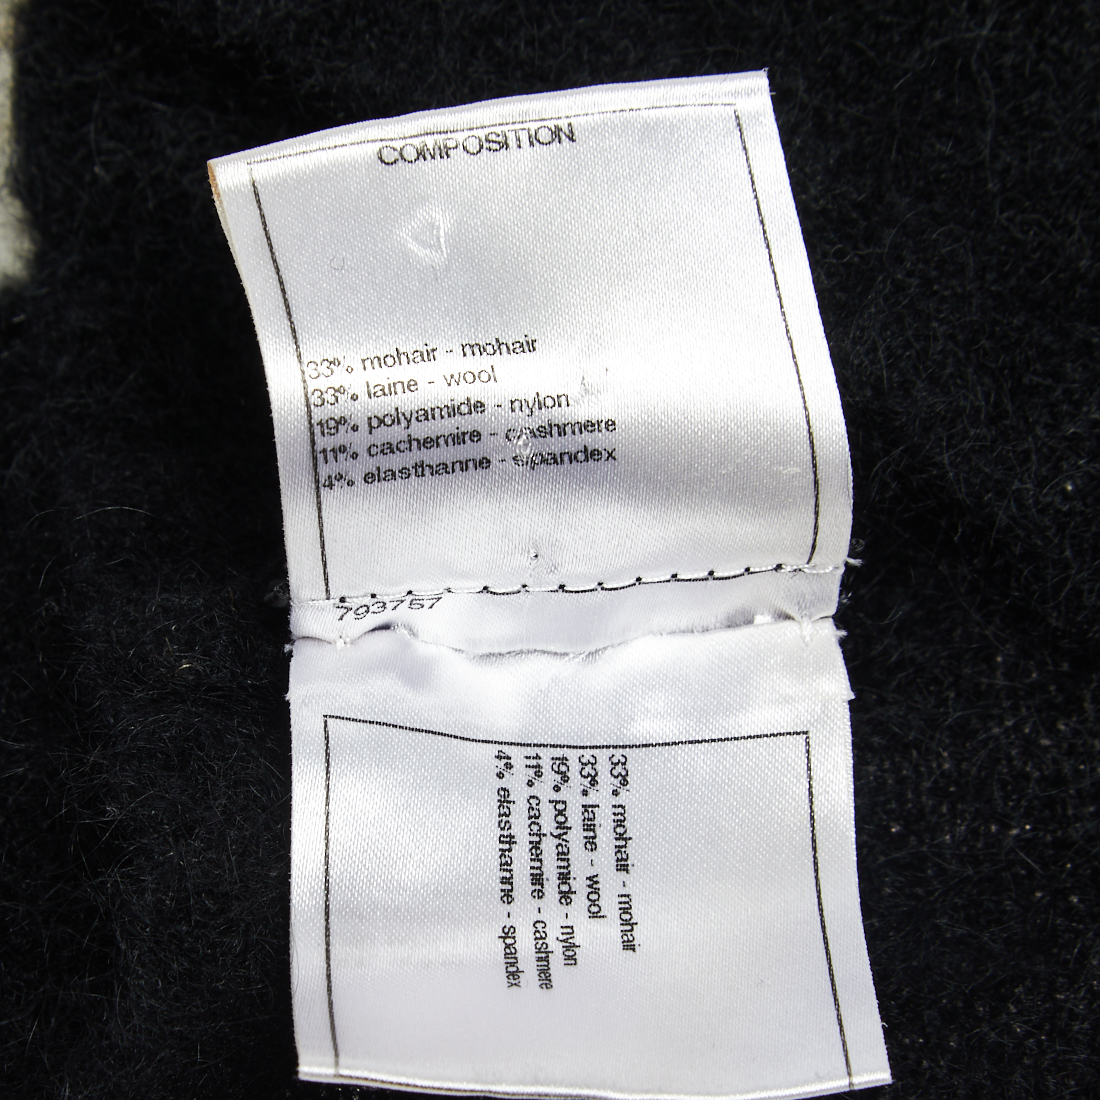 COMPOSITION
33% mohair - mohair
33% laine - wool
19% polyamide - nylon
11% cachemire - cashmere
4% elasthanne - spandex
793757
33% mohair - mohair
33% laine - wool
19% polyamide - nylon
11% cachemire - cashmere
4% elasthanne - spandex